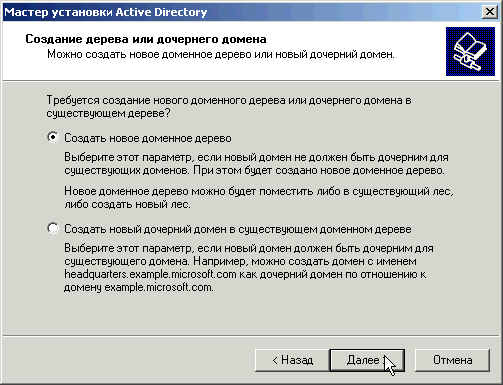 Мастер установки Active Directory
Создание дерева или дочернего домена
Можно создать новое доменное дерево или новый дочерний домен.
Требуется создание нового доменного дерева или дочернего домена в
существующем дереве?
Создать новое доменное дерево
Выберите этот параметр, если новый домен не должен быть дочерним для
существующих доменов. При этом будет создано новое доменное дерево.
Новое доменное дерево можно будет поместить либо в существующий лес,
либо создать новый лес.
Создать новый дочерний домен в существующем доменном дереве
Выберите этот параметр, если новый домен должен быть дочерним для
существующего домена. Например, можно создать домен с именем
headquarters.example.microsoft.com как дочерний домен по отношению к
домену example.microsoft.com.
< Назад Далее > Отмена